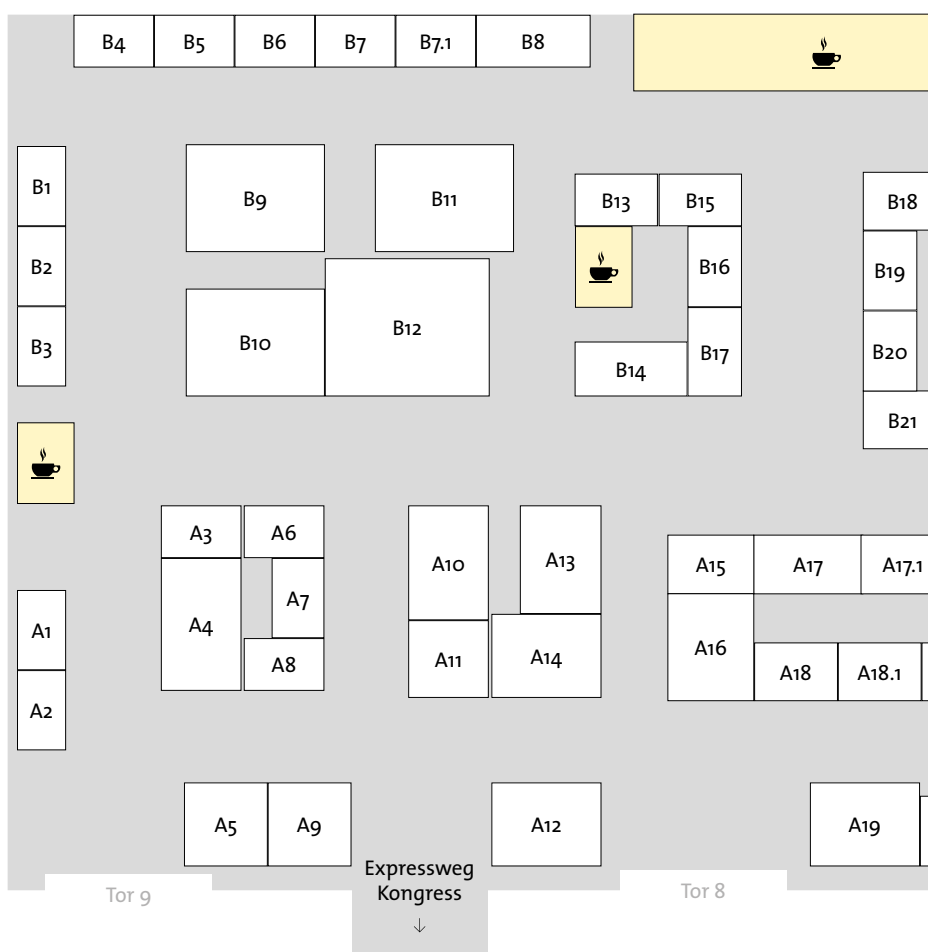 B4 B5 B6 B7 B7.1 B8
B1
B9
B11
B13 B15
B18
B2
B16
B19
B3
B10
B12
B14
B17
B20
B21
A3 A6
A10
A13
A15 A17 A17.1
A7
A1
A4
A11
A14
A16
A8
A18 A18.1
A2
A5 A9
A12
A19
Expressweg
Kongress
↓
Tor 9
Tor 8